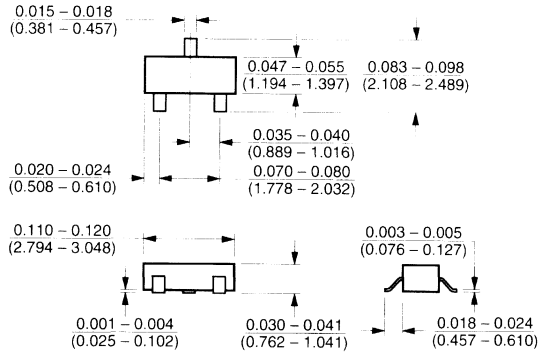 0.015 – 0.018
(0.381 – 0.457)
0.047 – 0.055
(1.194 – 1.397)
0.083 – 0.098
(2.108 – 2.489)
0.035 – 0.040
(0.889 – 1.016)
0.020 – 0.024
(0.508 – 0.610)
0.070 – 0.080
(1.778 – 2.032)
0.110 – 0.120
(2.794 – 3.048)
0.003 – 0.005
(0.076 – 0.127)
0.001 – 0.004
(0.025 – 0.102)
0.030 – 0.041
(0.762 – 1.041)
0.018 – 0.024
(0.457 – 0.610)